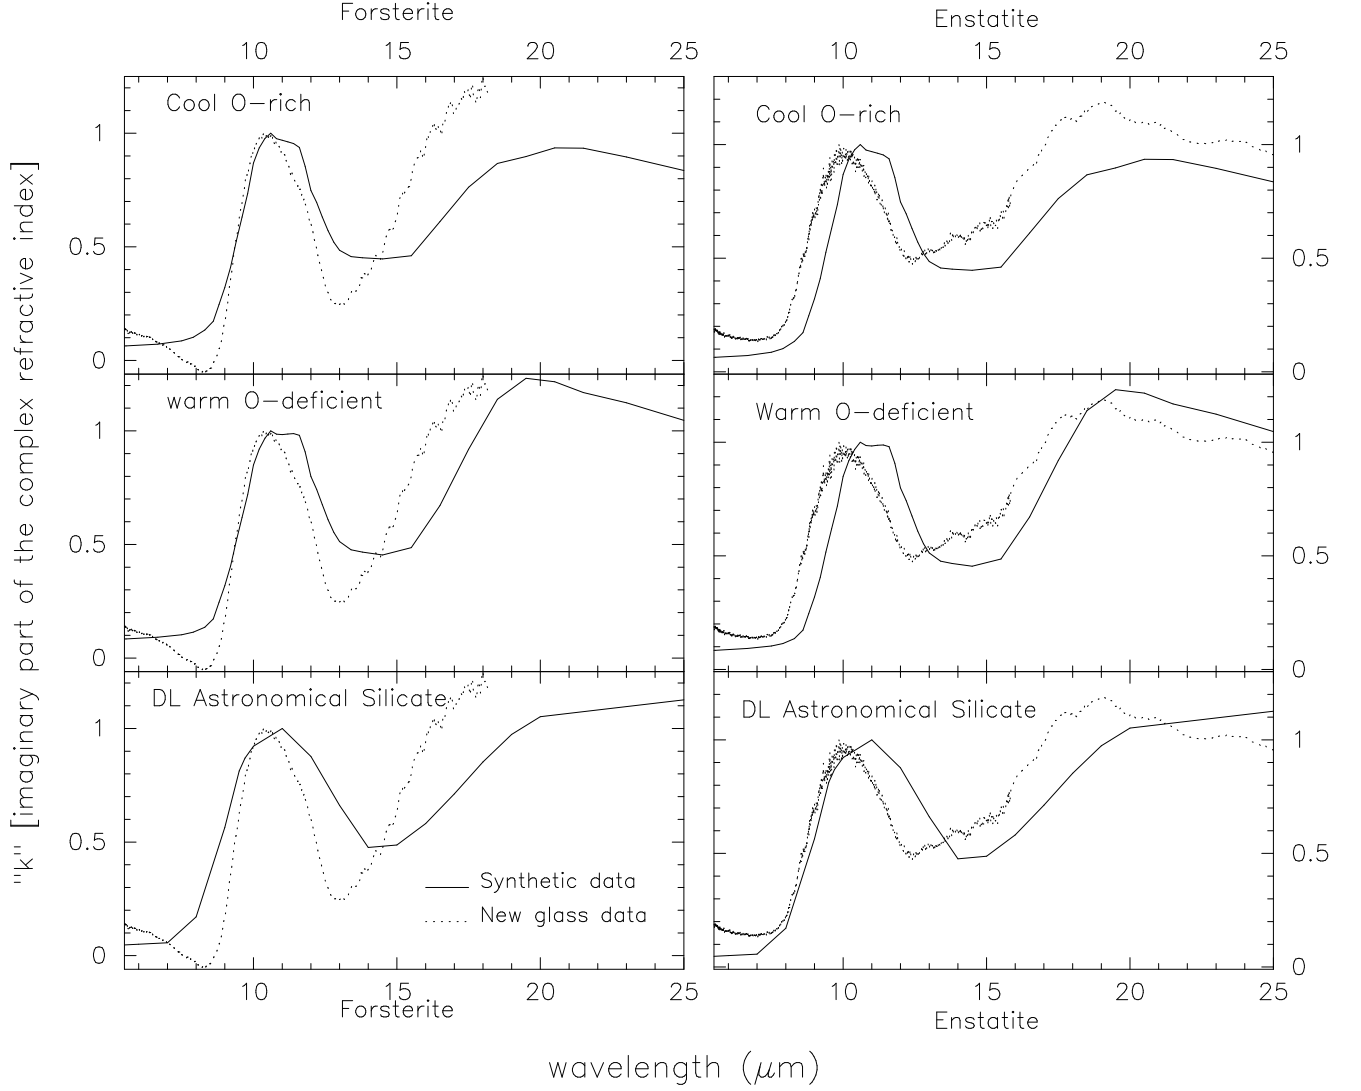 Forsterite
Enstatite
10 15 20 25
10 15 20 25
Cool O-rich
Cool O-rich
1
0.5
0
1
0.5
0
warm O-deficient
Warm O-deficient
1
0.5
0
1
0.5
0
DL Astronomical Silicate
DL Astronomical Silicate
1
0.5
0
1
0.5
0
Synthetic data
New glass data
"k" [imaginary part of the complex refractive index]
10 15 20 25
10 15 20 25
Forsterite
Enstatite
wavelength (μm)